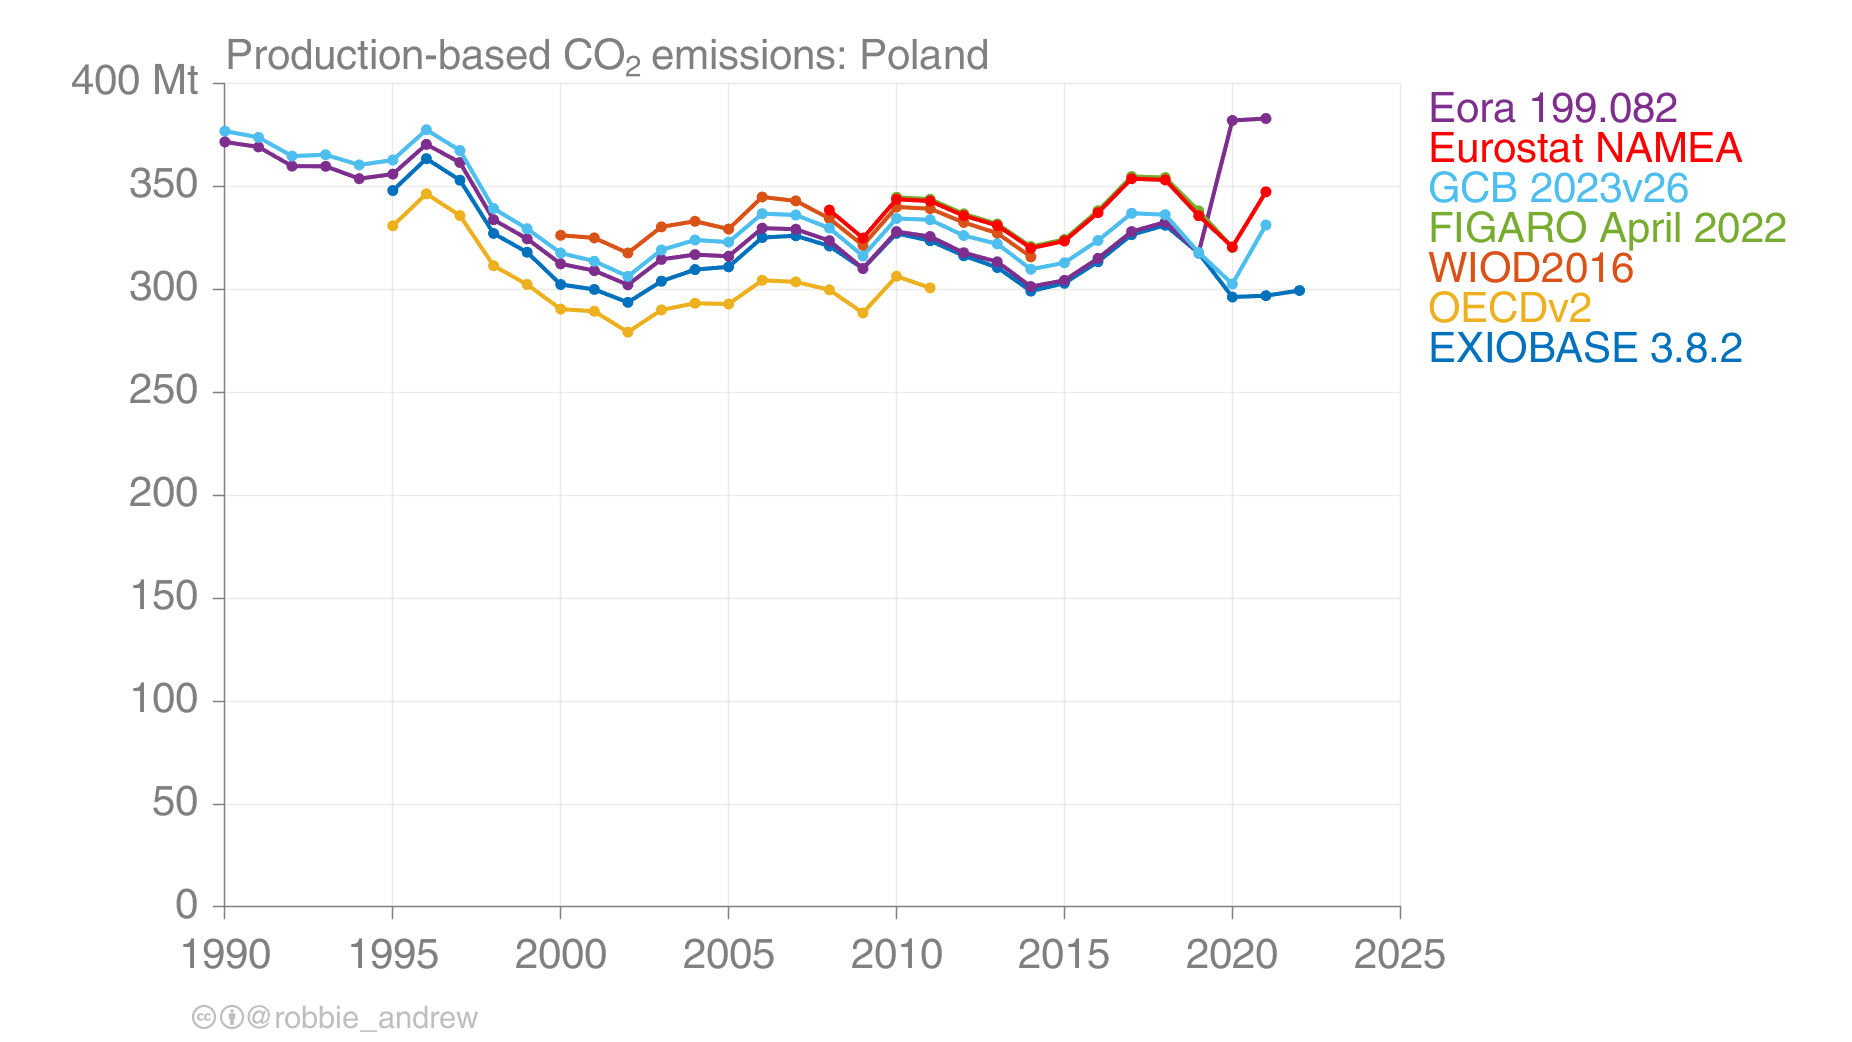 Production-based CO₂ emissions: Poland
400 Mt
350
300
250
200
150
100
50
0
1990 1995 2000 2005 2010 2015 2020 2025
Eora 199.082
Eurostat NAMEA
GCB 2023v26
FIGARO April 2022
WIOD2016
OECDv2
EXIOBASE 3.8.2
cc @robbie_andrew